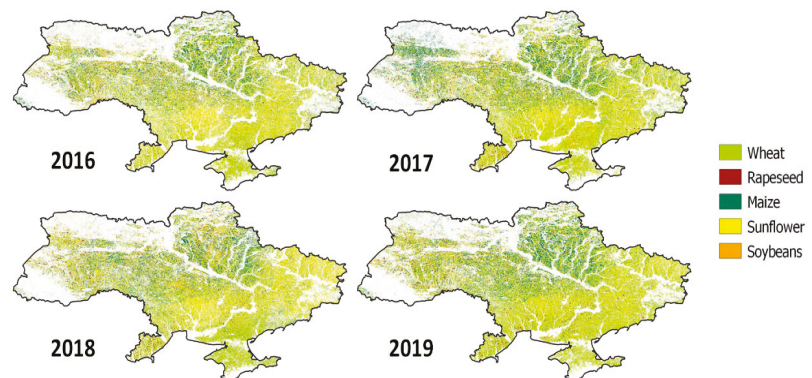 2016
2017
Wheat
Rapeseed
Maize
Sunflower
Soybeans
2018
2019